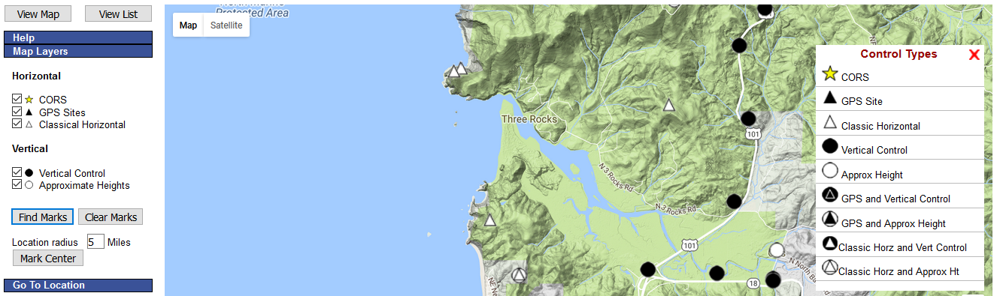 View Map
View List
Help
Map Layers
Horizontal
CORS
GPS Sites
Classical Horizontal
Vertical
Vertical Control
Approximate Heights
Find Marks
Clear Marks
Location radius 5 Miles
Mark Center
Go To Location
Protected Area
Map
Satellite
Three Rocks
101
N 3 Rocks Rd
N 3 Rocks Rd
101
18
Control Types
CORS
GPS Site
Classic Horizontal
Vertical Control
Approx Height
GPS and Vertical Control
GPS and Approx Height
Classic Horz and Vert Control
Classic Horz and Approx Ht